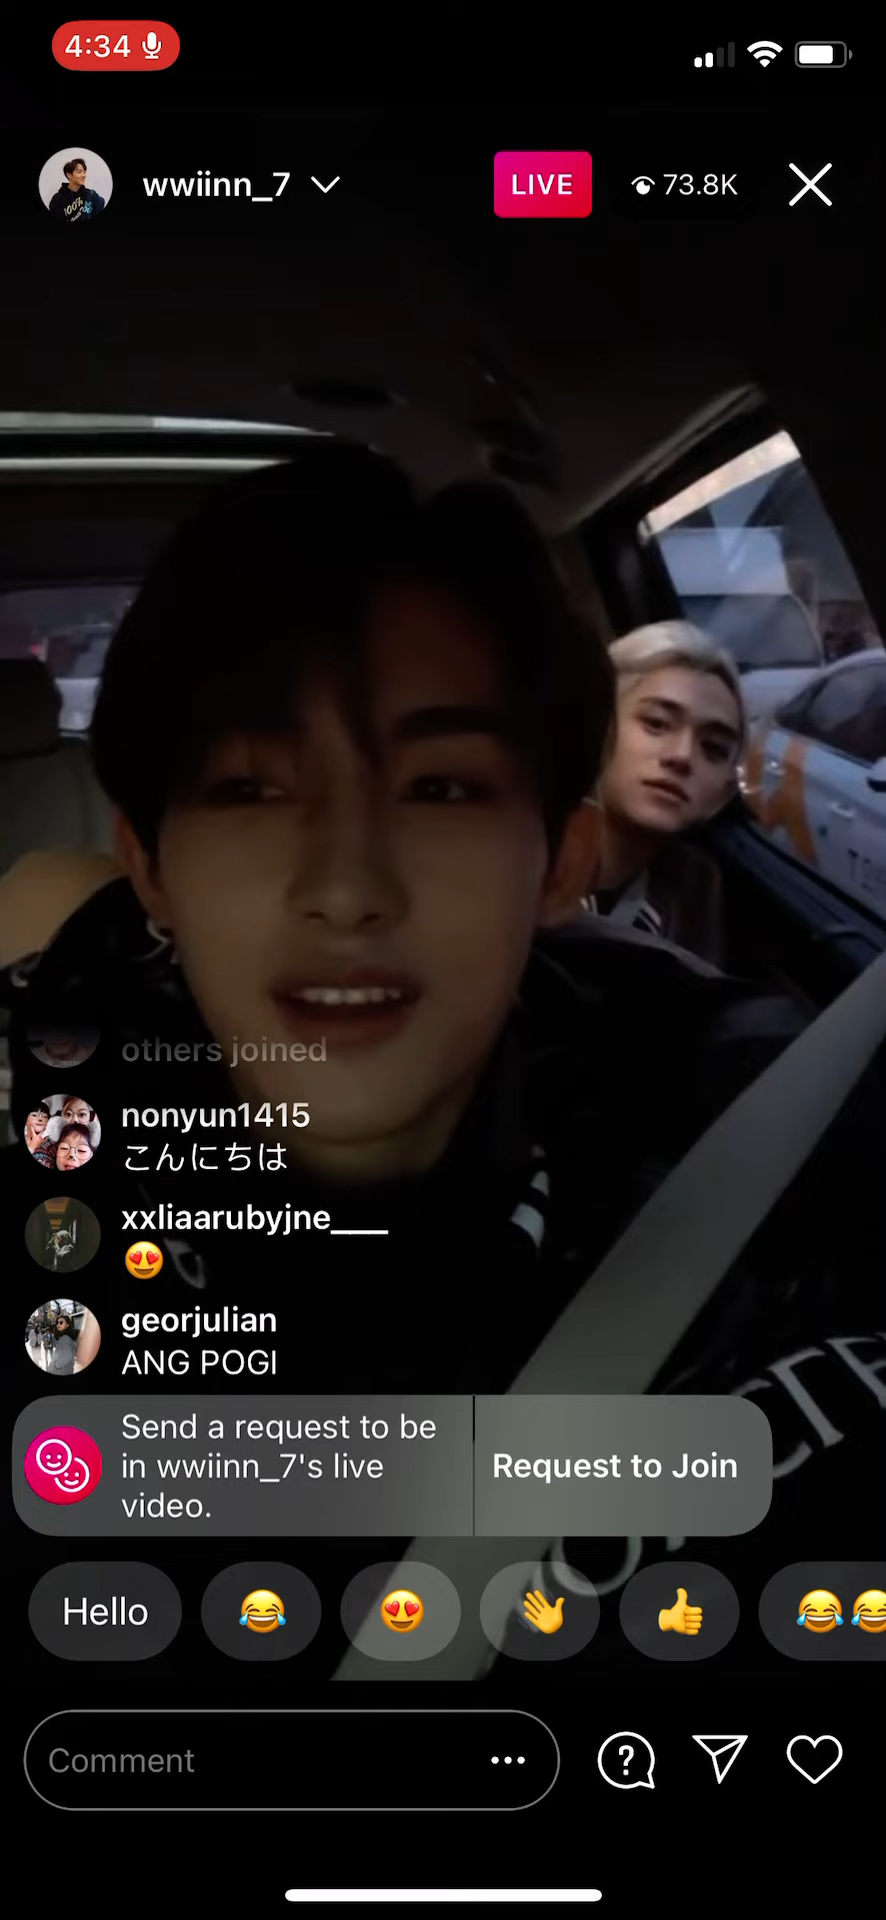 4:34
wwiinn_7
LIVE
73.8K
others joined
nonyun1415
こんにちは
xxliaarubyjne___
😍
georjulian
ANG POGI
Send a request to be
in wwiinn_7's live
video.
Request to Join
Hello
😂
😍
👋
👍
😂😂
Comment